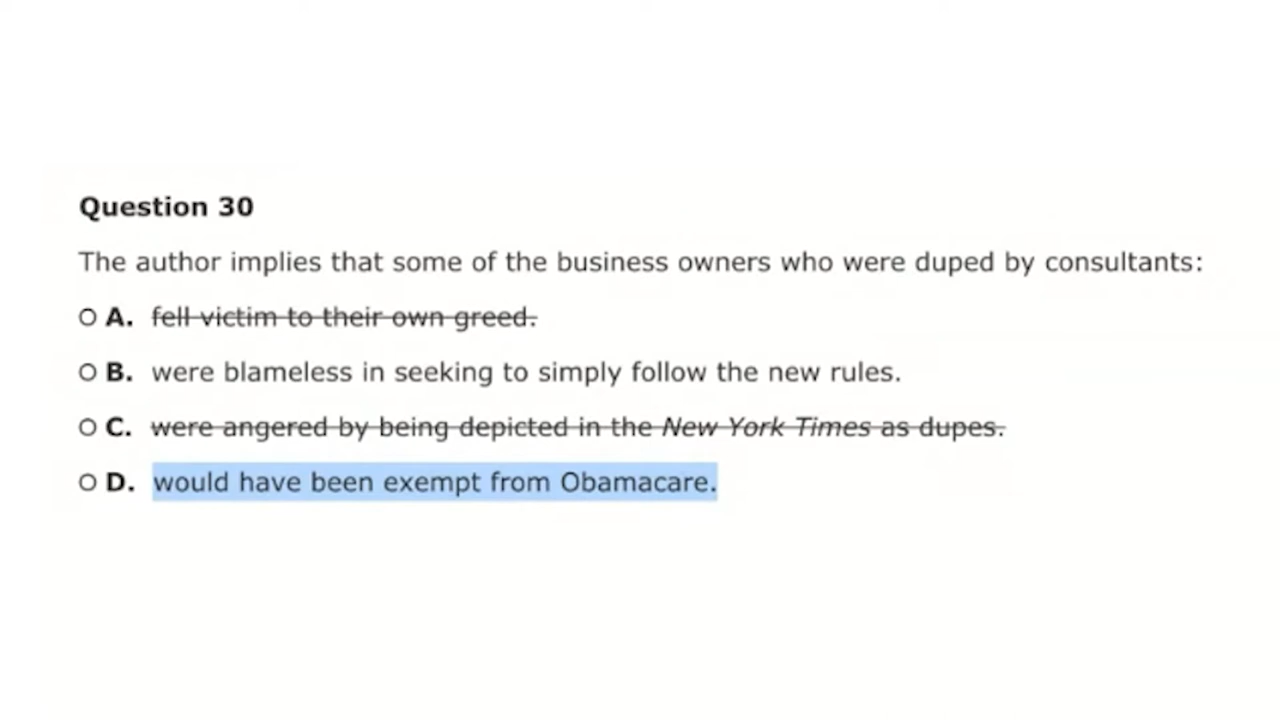 Question 30
The author implies that some of the business owners who were duped by consultants:
A. fell victim to their own greed.
B. were blameless in seeking to simply follow the new rules.
C. were angered by being depicted in the New York Times as dupes.
D. would have been exempt from Obamacare.